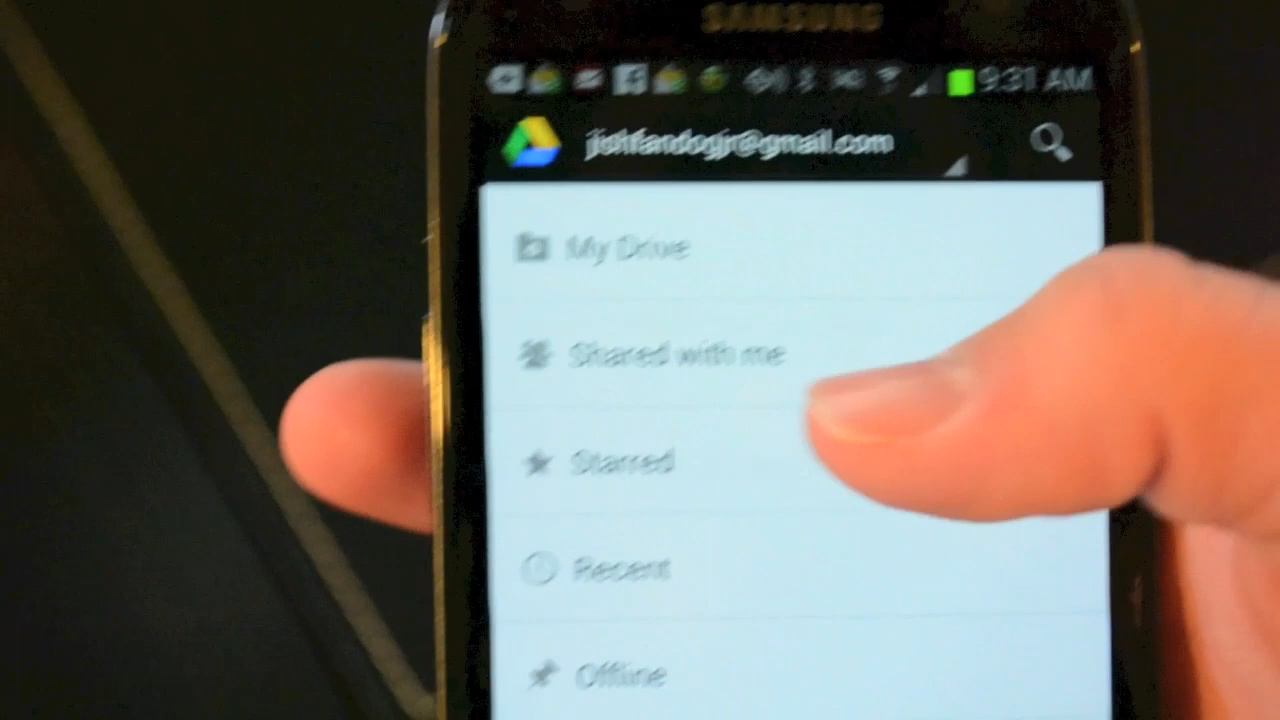 SAMSUNG
9:31 AM
My Drive
Shared with me
Starred
Recent
Offline